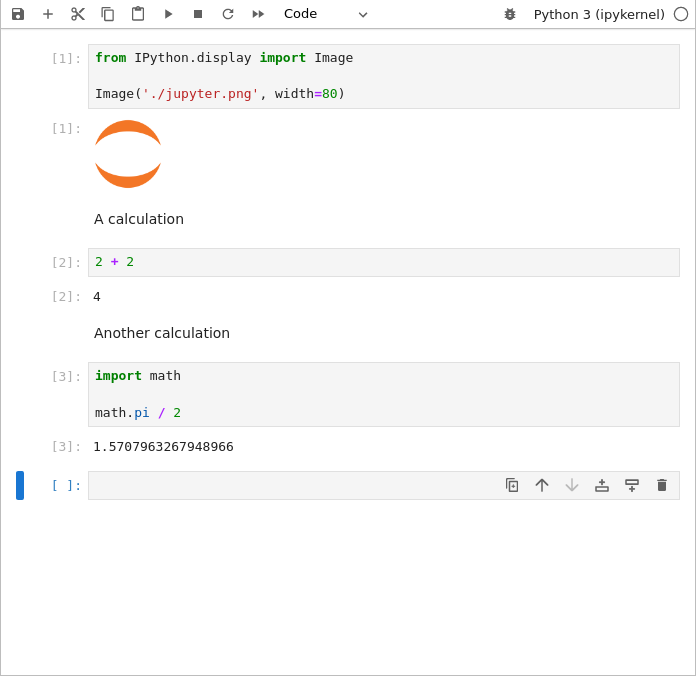 Code
Python 3 (ipykernel)
[1]:
from IPython.display import Image
Image('./jupyter.png', width=80)
[1]:
A calculation
[2]:
2 + 2
[2]:
4
Another calculation
[3]:
import math
math.pi / 2
[3]:
1.5707963267948966
[ ]: